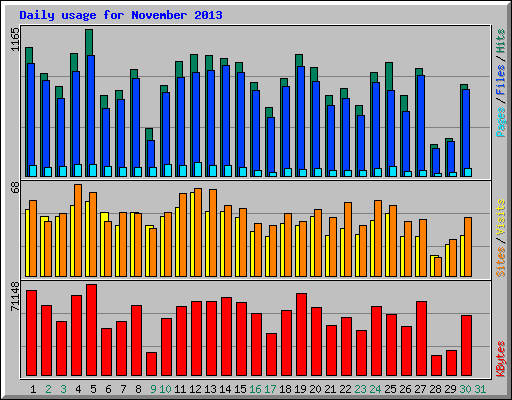 Daily usage for November 2013
1165
Pages / Files / Hits
68
Sites / Visits
71148
KBytes
1 2 3 4 5 6 7 8 9 10 11 12 13 14 15 16 17 18 19 20 21 22 23 24 25 26 27 28 29 30 31